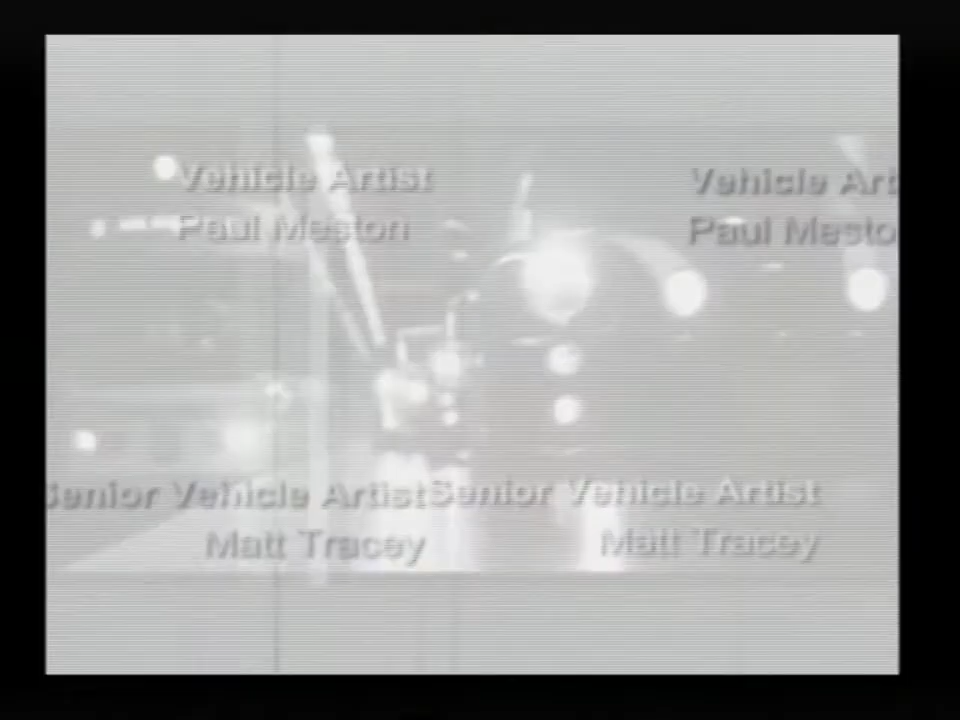 Vehicle Artist
Paul Meston
Vehicle Art
Paul Mesto
Senior Vehicle Artist
Matt Tracey
Senior Vehicle Artist
Matt Tracey